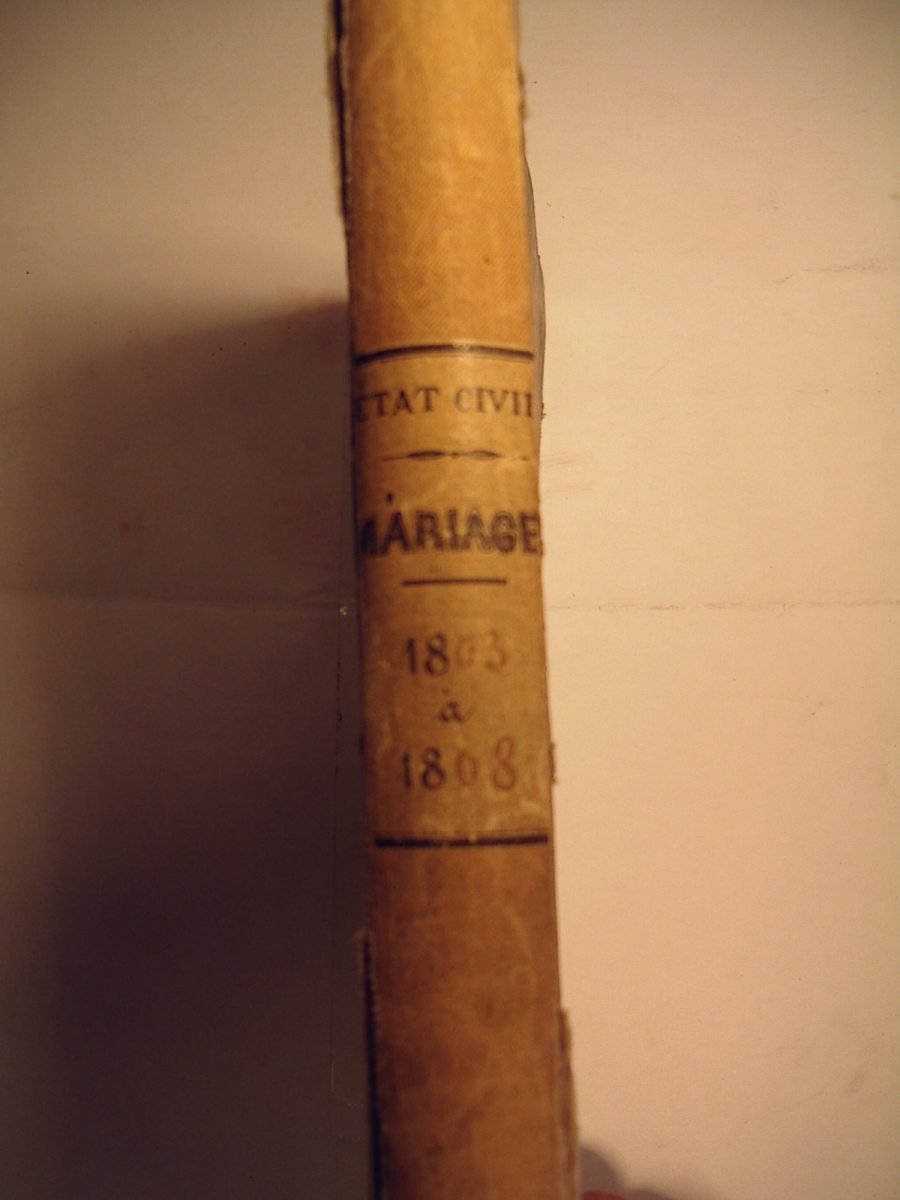 ETAT CIVIL
MARIAGES
1803
à
1808